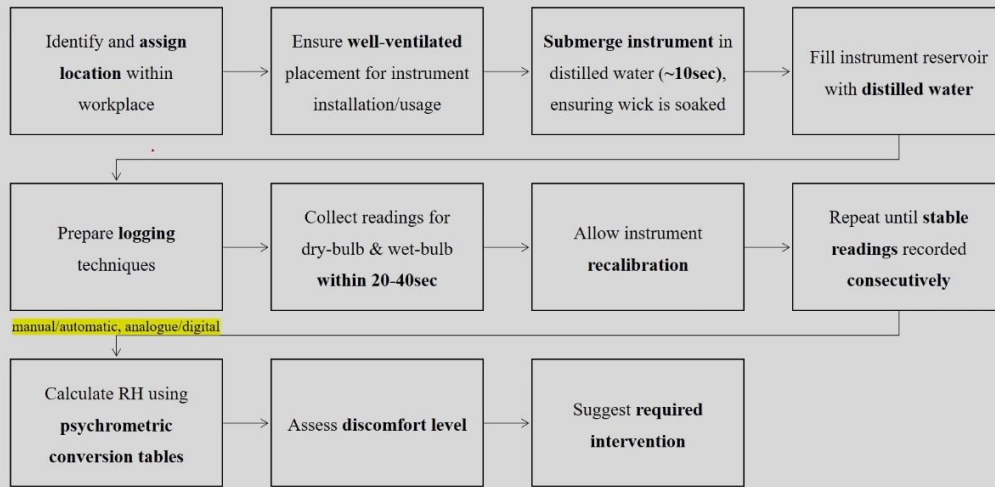 Identify and assign
location within
workplace
Ensure well-ventilated
placement for instrument
installation/usage
Submerge instrument in
distilled water (~10sec),
ensuring wick is soaked
Fill instrument reservoir
with distilled water
Prepare logging
techniques
Collect readings for
dry-bulb & wet-bulb
within 20-40sec
Allow instrument
recalibration
Repeat until stable
readings recorded
consecutively
manual/automatic, analogue/digital
Calculate RH using
psychrometric
conversion tables
Assess discomfort level
Suggest required
intervention